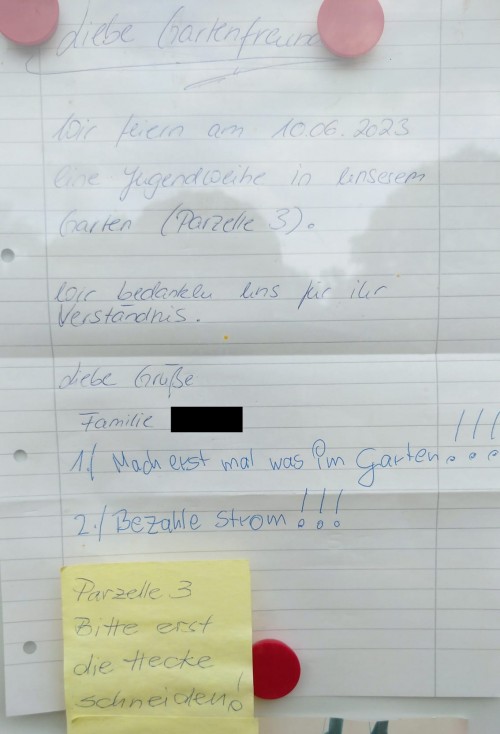 Liebe Gartenfreunde
Wir feiern am 10.06.2023
eine Jugendweihe in unserem
Garten (Parzelle 3).
Wir bedanken uns für ihr
Verständnis.
Liebe Grüße
Familie
1./ Mach erst mal was im Garten!!!
2./ Bezahle Strom!!!
Parzelle 3
Bitte erst
die Hecke
schneiden!